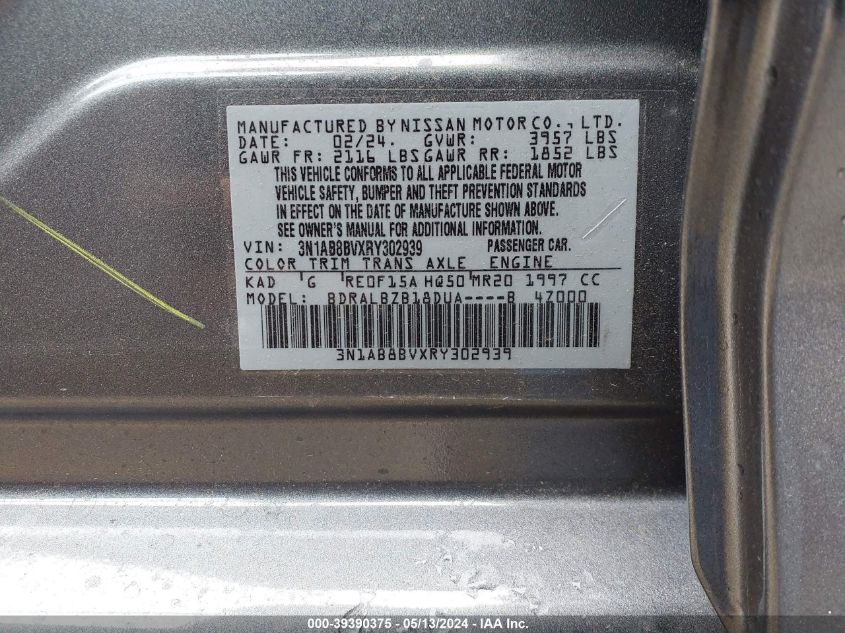 MANUFACTURED BY NISSAN MOTOR CO., LTD.
DATE: 02/24. GVWR: 3957 LBS
GAWR FR: 2116 LBS GAWR RR: 1852 LBS
THIS VEHICLE CONFORMS TO ALL APPLICABLE FEDERAL MOTOR
VEHICLE SAFETY, BUMPER AND THEFT PREVENTION STANDARDS
IN EFFECT ON THE DATE OF MANUFACTURE SHOWN ABOVE.
SEE OWNER'S MANUAL FOR ADDITIONAL INFORMATION.
VIN: 3N1AB8BVXRY302939 PASSENGER CAR.
COLOR TRIM TRANS AXLE ENGINE
KAD G RE0F15A HQ50 MR20 1997 CC
MODEL: BDRALBZB18DUA----B 47000
3N1AB8BVXRY302939
000-39390375 - 05/13/2024 - IAAI, Inc.